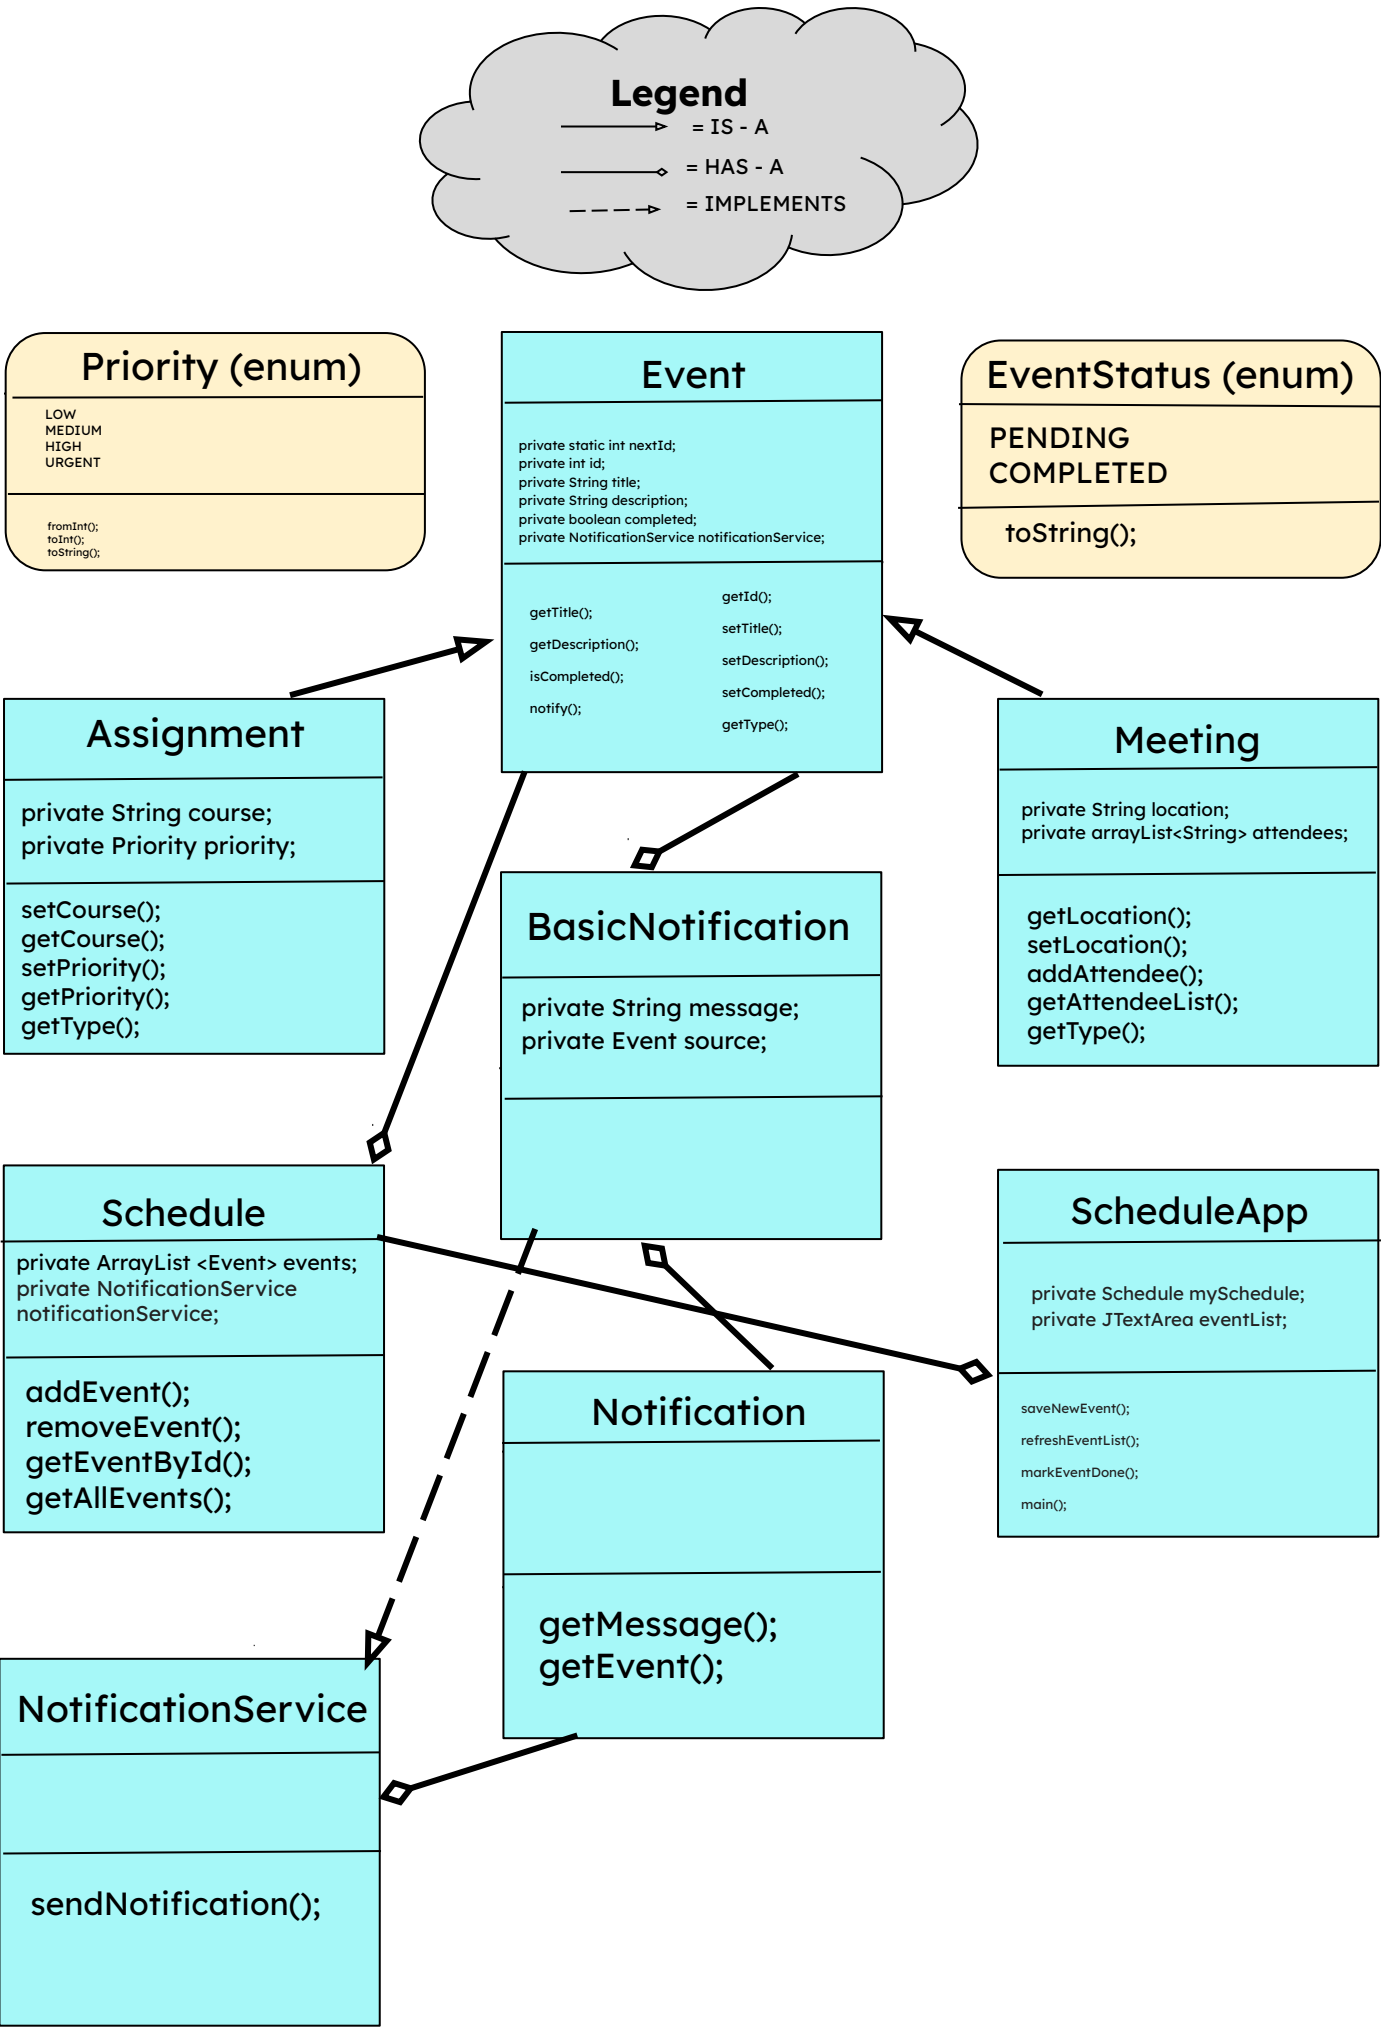 Legend
= IS - A
= HAS - A
= IMPLEMENTS
Priority (enum)
LOW
MEDIUM
HIGH
URGENT
fromInt();
toInt();
toString();
Event
private static int nextId;
private int id;
private String title;
private String description;
private boolean completed;
private NotificationService notificationService;
getTitle();
getDescription();
isCompleted();
notify();
getId();
setTitle();
setDescription();
setCompleted();
getType();
EventStatus (enum)
PENDING
COMPLETED
toString();
Assignment
private String course;
private Priority priority;
setCourse();
getCourse();
setPriority();
getPriority();
getType();
BasicNotification
private String message;
private Event source;
Meeting
private String location;
private arrayList<String> attendees;
getLocation();
setLocation();
addAttendee();
getAttendeeList();
getType();
Schedule
private ArrayList <Event> events;
private NotificationService
notificationService;
addEvent();
removeEvent();
getEventById();
getAllEvents();
Notification
getMessage();
getEvent();
ScheduleApp
private Schedule mySchedule;
private JTextArea eventList;
saveNewEvent();
refreshEventList();
markEventDone();
main();
NotificationService
sendNotification();